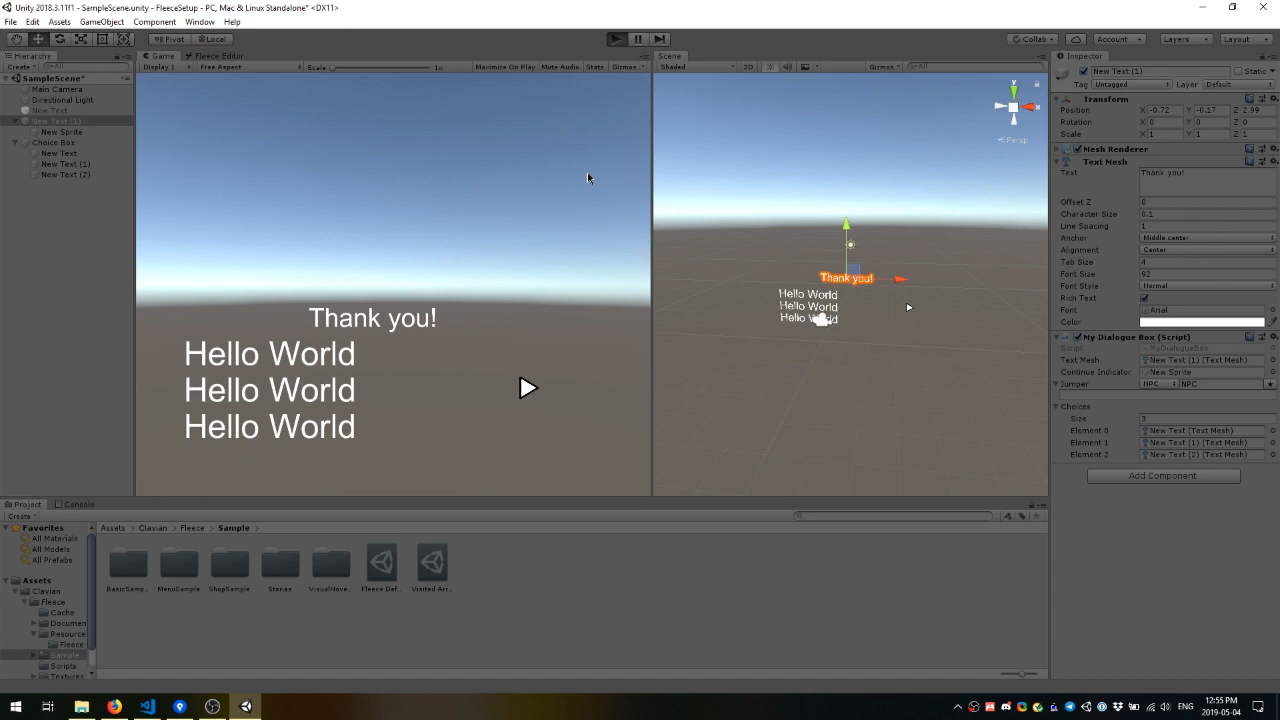 Unity 2018.3.11f1 - SampleScene.unity - FleeceSetup - PC, Mac & Linux Standalone* <DX11>
File Edit Assets GameObject Component Window Help
Pivot Local Collab Account Layers Layout
Hierarchy Game Fleece Editor Scene Inspector
Create All Display 1 Free Aspect Scale 1x Maximize On Play Mute Audio Stats Gizmos Shaded 2D Gizmos All
New Text (1) Static
Tag Untagged Layer Default
SampleScene*
Main Camera
Directional Light
New Text
New Text (1)
New Sprite
Choice Box
New Text
New Text (1)
New Text (2)
Thank you!
Hello World
Hello World
Hello World
y
x
Persp
Thank you!
Hello World
Hello World
Hello World
Transform
Position X -0.72 Y -0.17 Z 2.99
Rotation X 0 Y 0 Z 0
Scale X 1 Y 1 Z 1
Mesh Renderer
Text Mesh
Text Thank you!
Offset Z 0
Character Size 0.1
Line Spacing 1
Anchor Middle center
Alignment Center
Tab Size 4
Font Size 92
Font Style Normal
Rich Text
Font Arial
Color
My Dialogue Box (Script)
Script MyDialogueBox
Text Mesh New Text (1) (Text Mesh)
Continue Indicator New Sprite
Jumper NPC NPC
Choices
Size 3
Element 0 New Text (Text Mesh)
Element 1 New Text (1) (Text Mesh)
Element 2 New Text (2) (Text Mesh)
Add Component
Project Console
Create
Favorites
All Materials
All Models
All Prefabs
Assets
Clavian
Fleece
Cache
Documen
Resource
Fleece
Sample
Scripts
Textures
Assets Clavian Fleece Sample
BasicSamp... MenuSample ShopSample Stories VisualNove... Fleece Def... Visited Arr...
ENG
12:55 PM
2019-05-04